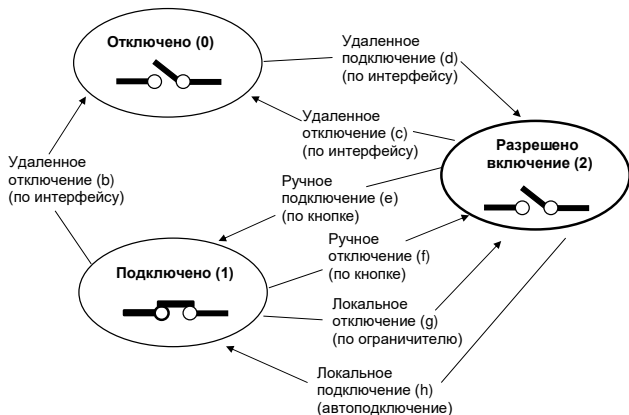 Отключено (0)
Удаленное
подключение (d)
(по интерфейсу)
Удаленное
отключение (c)
(по интерфейсу)
Разрешено
включение (2)
Удаленное
отключение (b)
(по интерфейсу)
Ручное
подключение (e)
(по кнопке)
Ручное
отключение (f)
(по кнопке)
Подключено (1)
Локальное
отключение (g)
(по ограничителю)
Локальное
подключение (h)
(автоподключение)